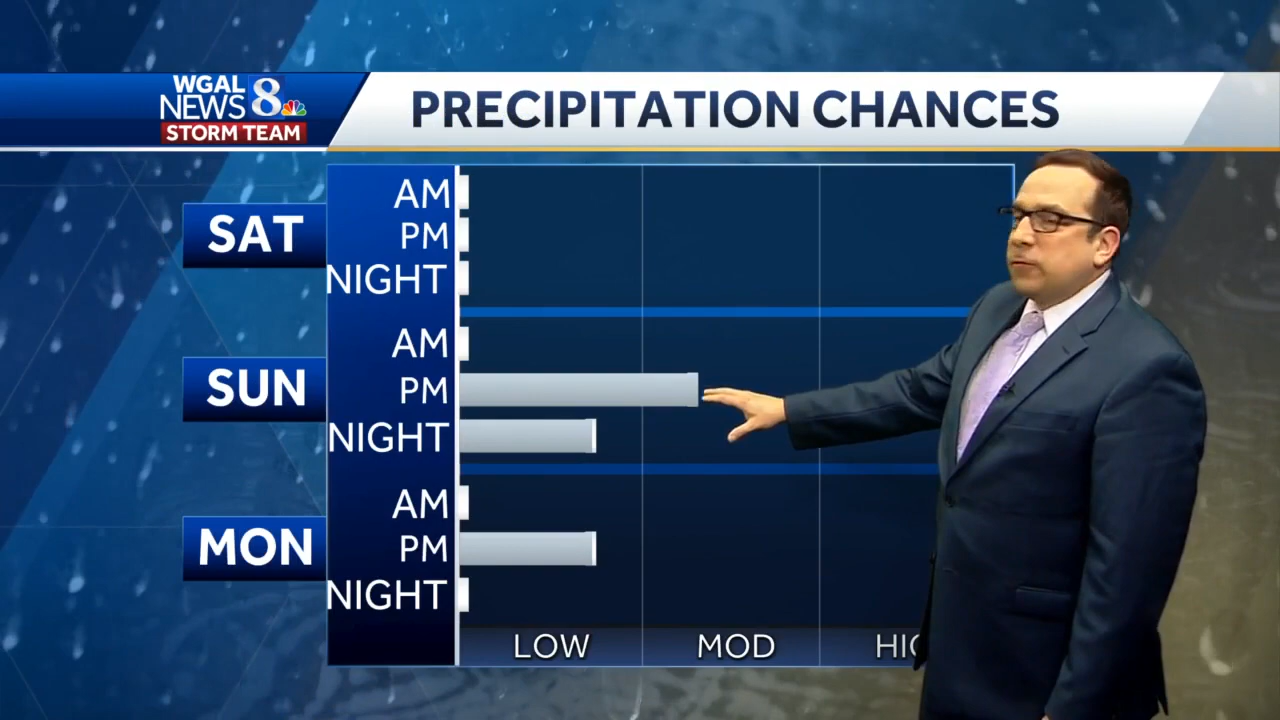 WGAL
NEWS 8
STORM TEAM
PRECIPITATION CHANCES
SAT
AM
PM
NIGHT
SUN
AM
PM
NIGHT
MON
AM
PM
NIGHT
LOW MOD